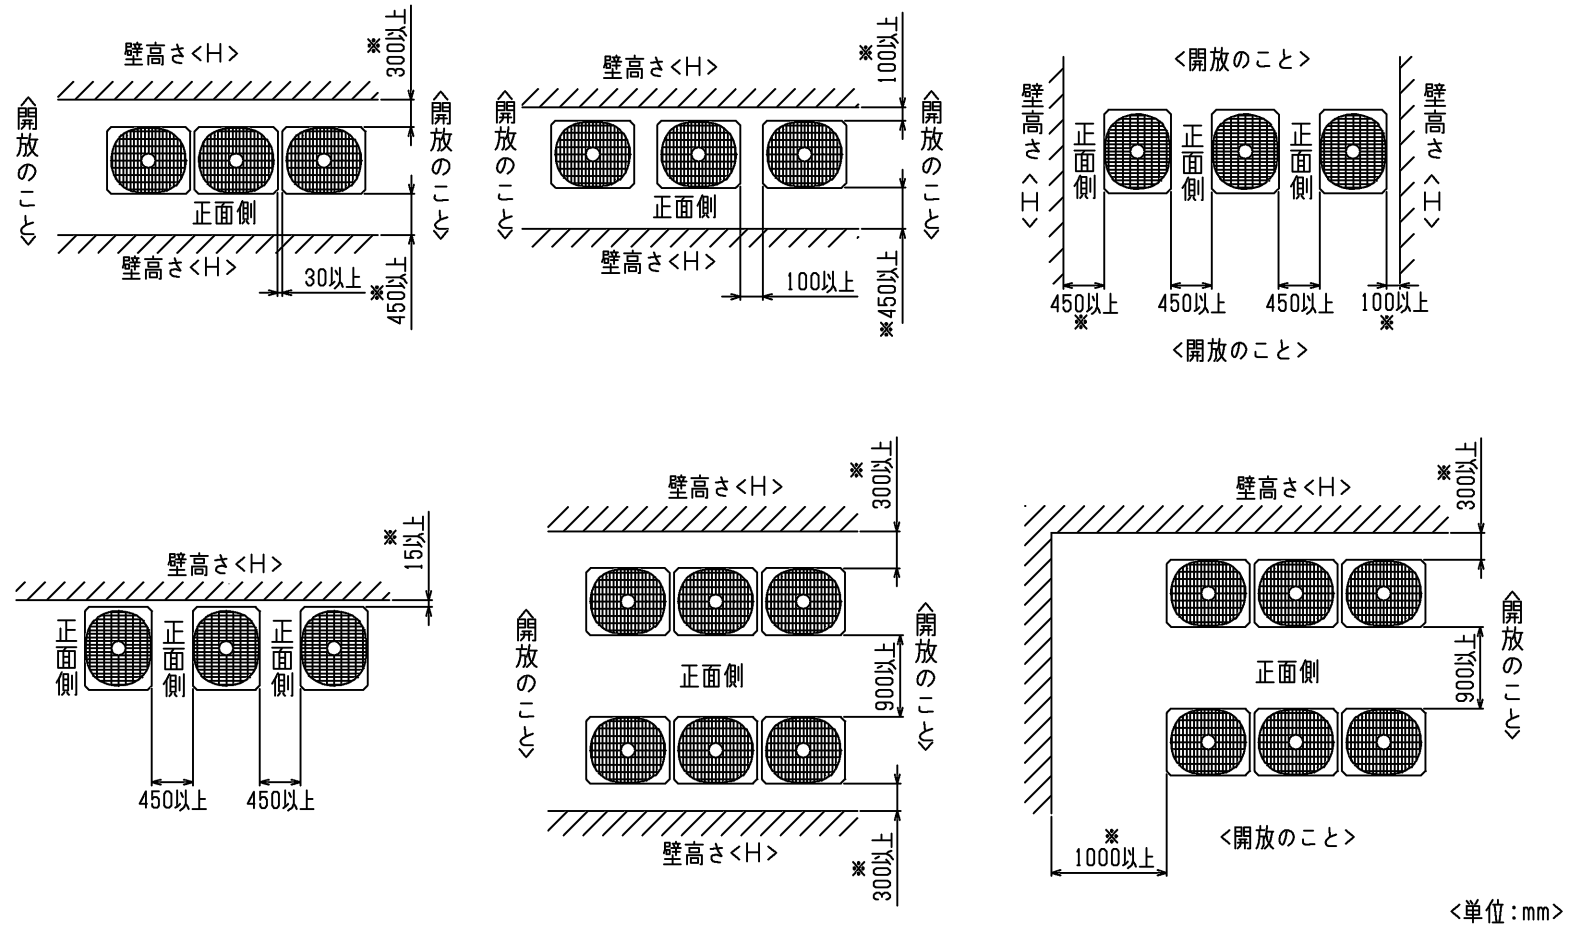 壁高さ<H>
※
300以上
<開放のこと>
<開放のこと>
正面側
壁高さ<H>
30以上
※
450以上
壁高さ<H>
※
100以上
<開放のこと>
<開放のこと>
正面側
壁高さ<H>
100以上
※450以上
<開放のこと>
壁高さ<H>
正面側
正面側
正面側
壁高さ<H>
450以上
※
450以上
450以上
100以上
※
<開放のこと>
壁高さ<H>
※
15以上
正面側
正面側
正面側
450以上
450以上
壁高さ<H>
※
300以上
<開放のこと>
正面側
900以上
<開放のこと>
壁高さ<H>
※
300以上
壁高さ<H>
※
300以上
正面側
900以上
<開放のこと>
※
1000以上
<開放のこと>
<単位:mm>